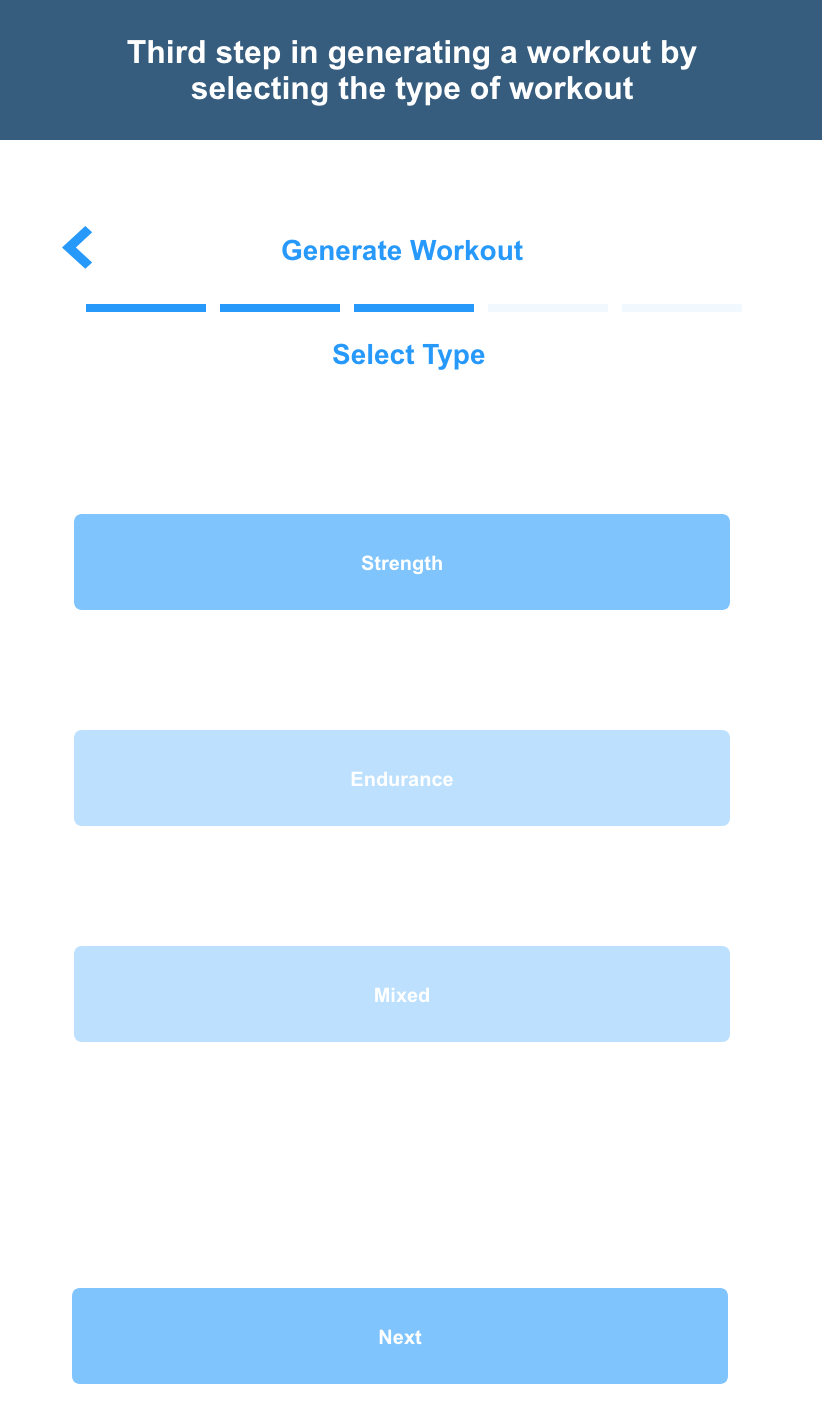 Third step in generating a workout by
selecting the type of workout
Generate Workout
Select Type
Strength
Endurance
Mixed
Next